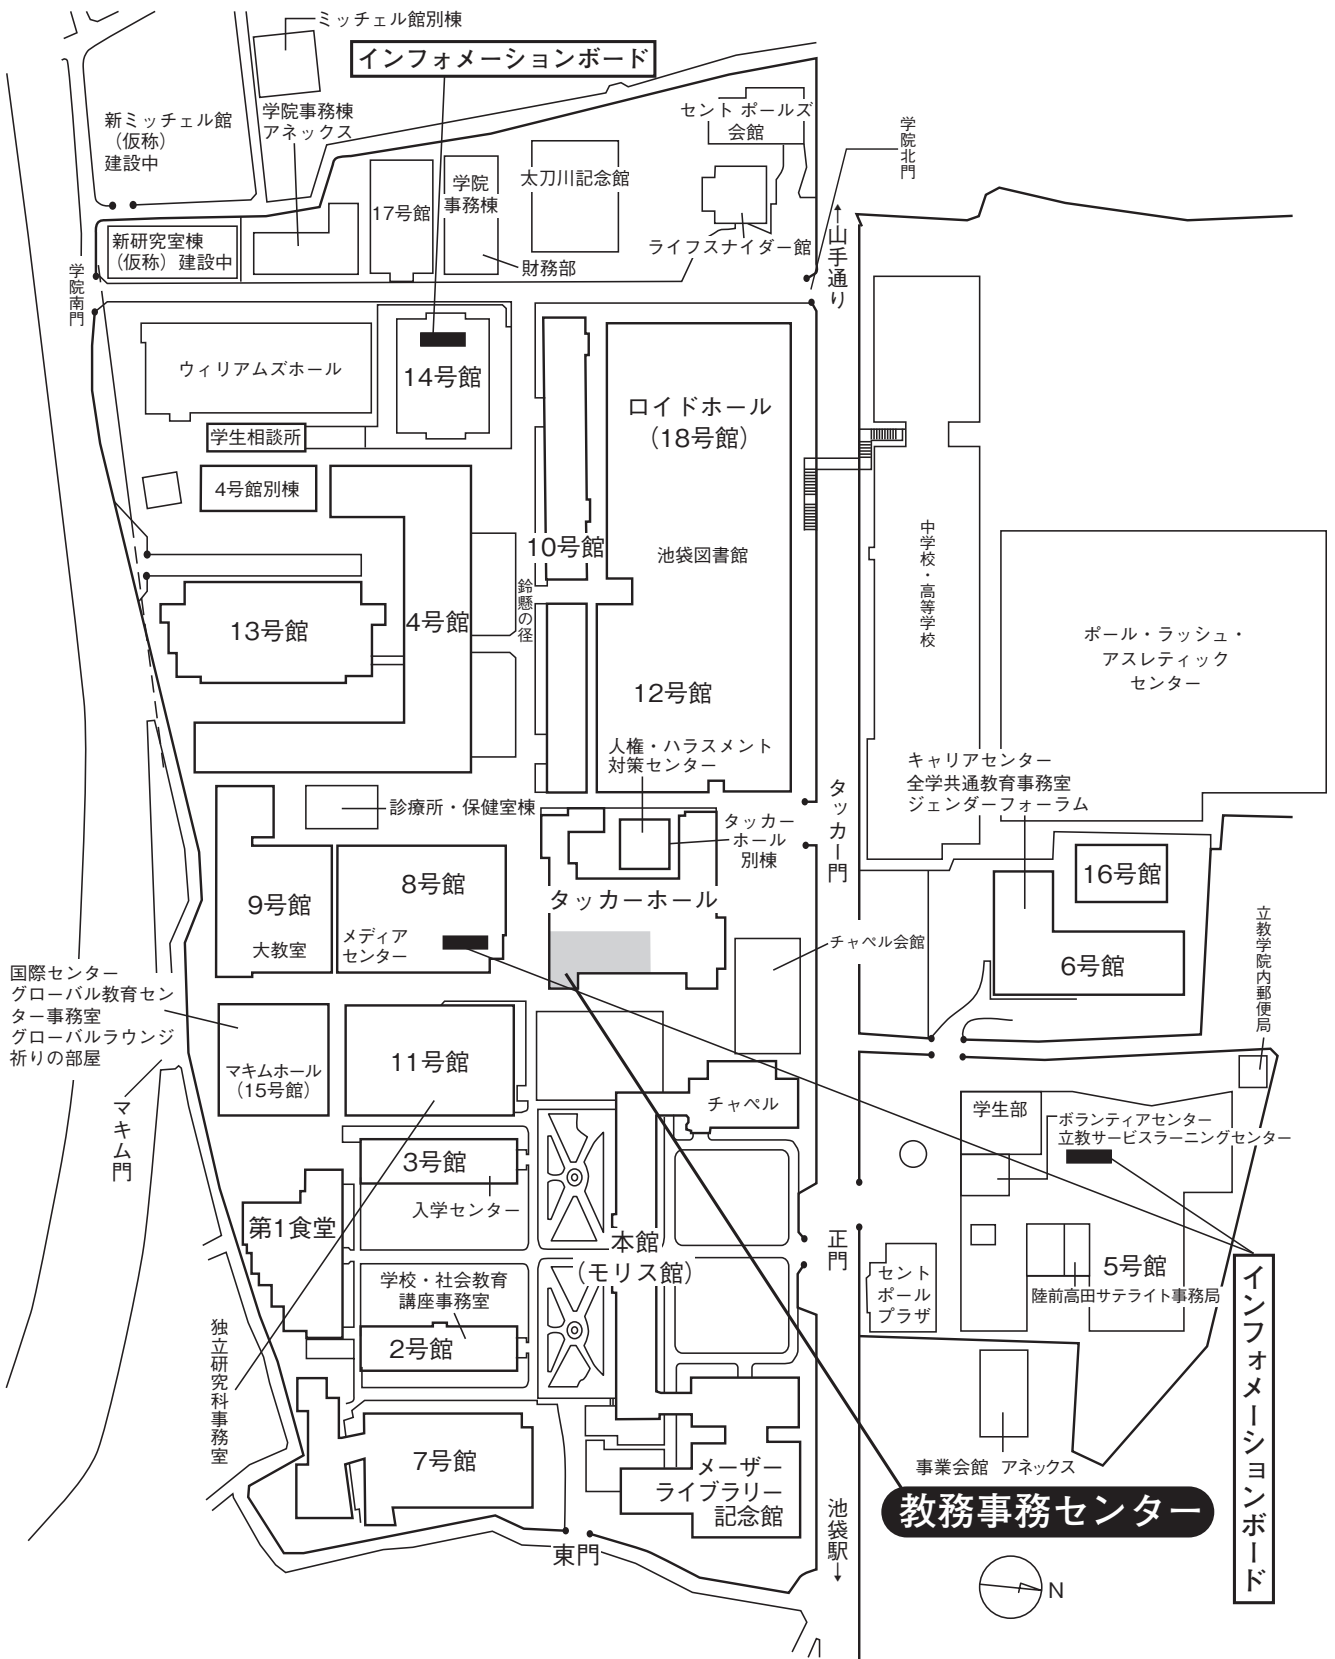 ミッチェル館別棟
インフォメーションボード
新ミッチェル館
（仮称）
建設中
学院事務棟
アネックス
セント ポールズ
会館
学院北門
17号館
学院
事務棟
太刀川記念館
新研究室棟
（仮称）建設中
財務部
ライフスナイダー館
←山手通り
学院南門
ウィリアムズホール
14号館
ロイドホール
（18号館）
学生相談所
4号館別棟
10号館
池袋図書館
中学校・高等学校
鈴懸の径
13号館
4号館
ポール・ラッシュ・
アスレティック
センター
12号館
人権・ハラスメント
対策センター
キャリアセンター
全学共通教育事務室
ジェンダーフォーラム
診療所・保健室棟
タッカー
ホール
別棟
タッカー門
8号館
16号館
9号館
大教室
メディア
センター
タッカーホール
チャペル会館
6号館
立教学院内郵便局
国際センター
グローバル教育セン
ター事務室
グローバルラウンジ
祈りの部屋
マキムホール
（15号館）
11号館
チャペル
学生部
ボランティアセンター
立教サービスラーニングセンター
マキム門
3号館
入学センター
第1食堂
本館
（モリス館）
正門
セント
ポール
プラザ
5号館
陸前高田サテライト事務局
学校・社会教育
講座事務室
2号館
独立研究科事務室
インフォメーションボード
7号館
メーザー
ライブラリー
記念館
事業会館 アネックス
教務事務センター
池袋駅→
東門
N